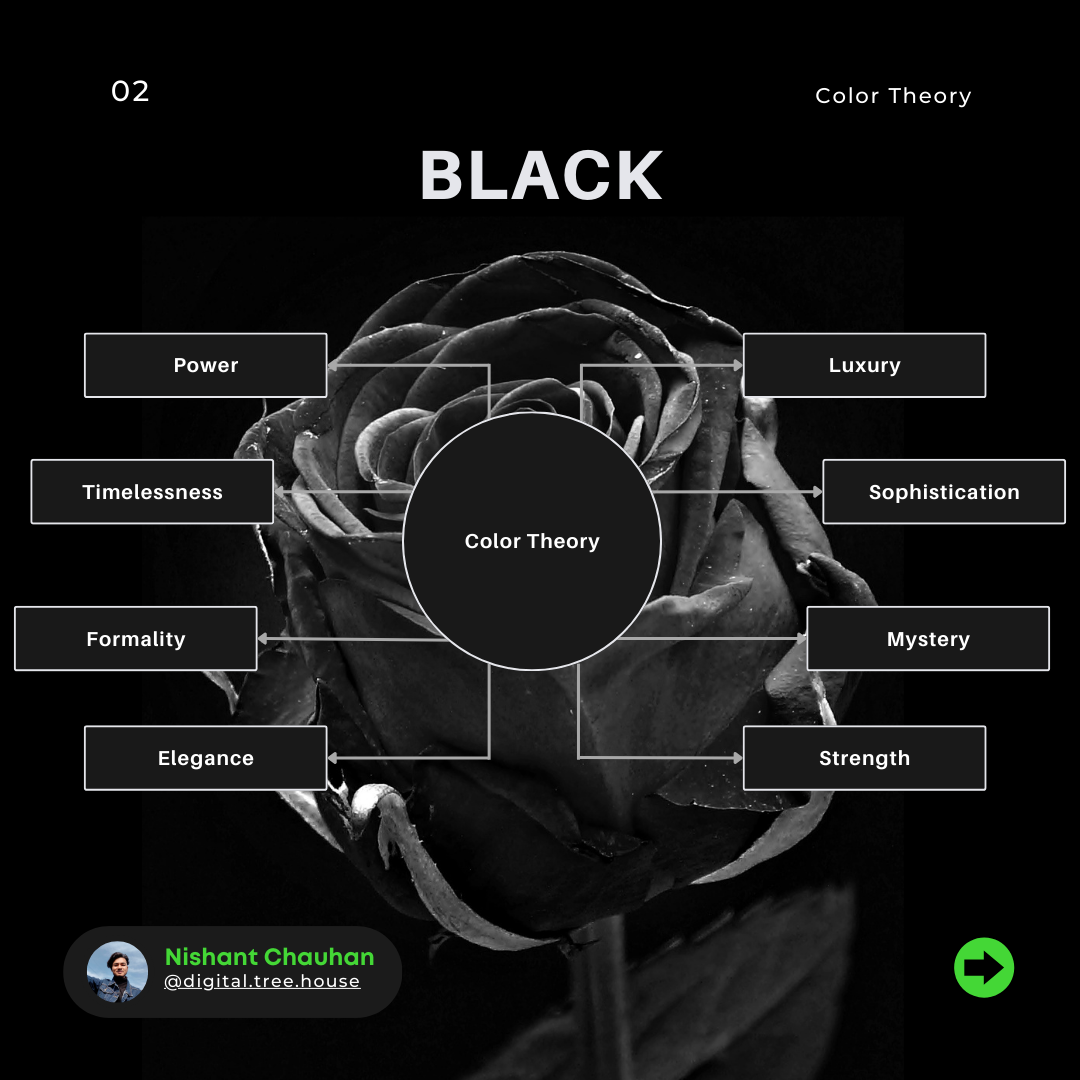 02
Color Theory
BLACK
Power
Luxury
Timelessness
Sophistication
Color Theory
Formality
Mystery
Elegance
Strength
Nishant Chauhan
@digital.tree.house